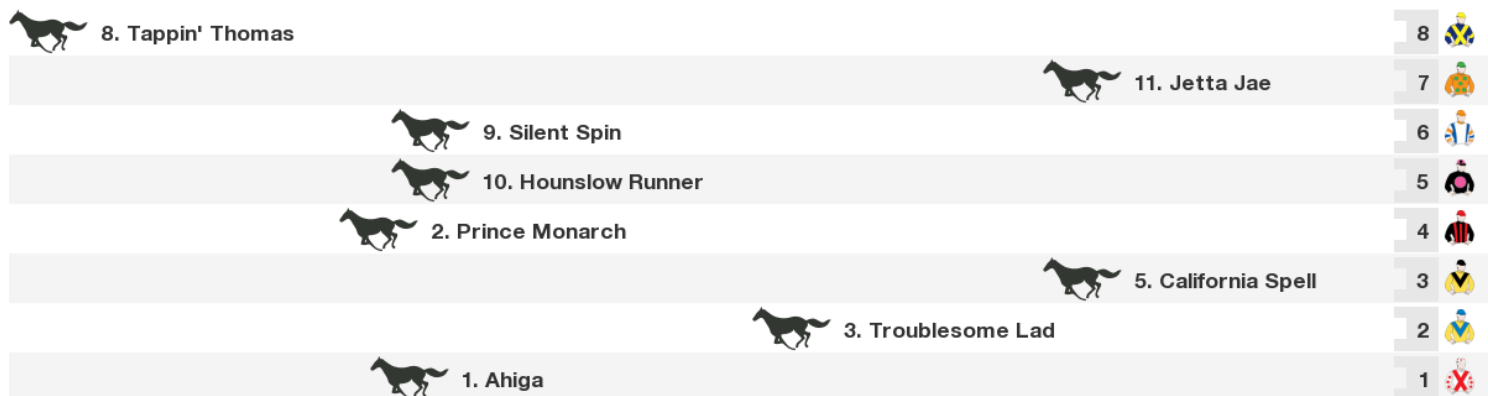 8. Tappin' Thomas 8
11. Jetta Jae 7
9. Silent Spin 6
10. Hounslow Runner 5
2. Prince Monarch 4
5. California Spell 3
3. Troublesome Lad 2
1. Ahiga 1